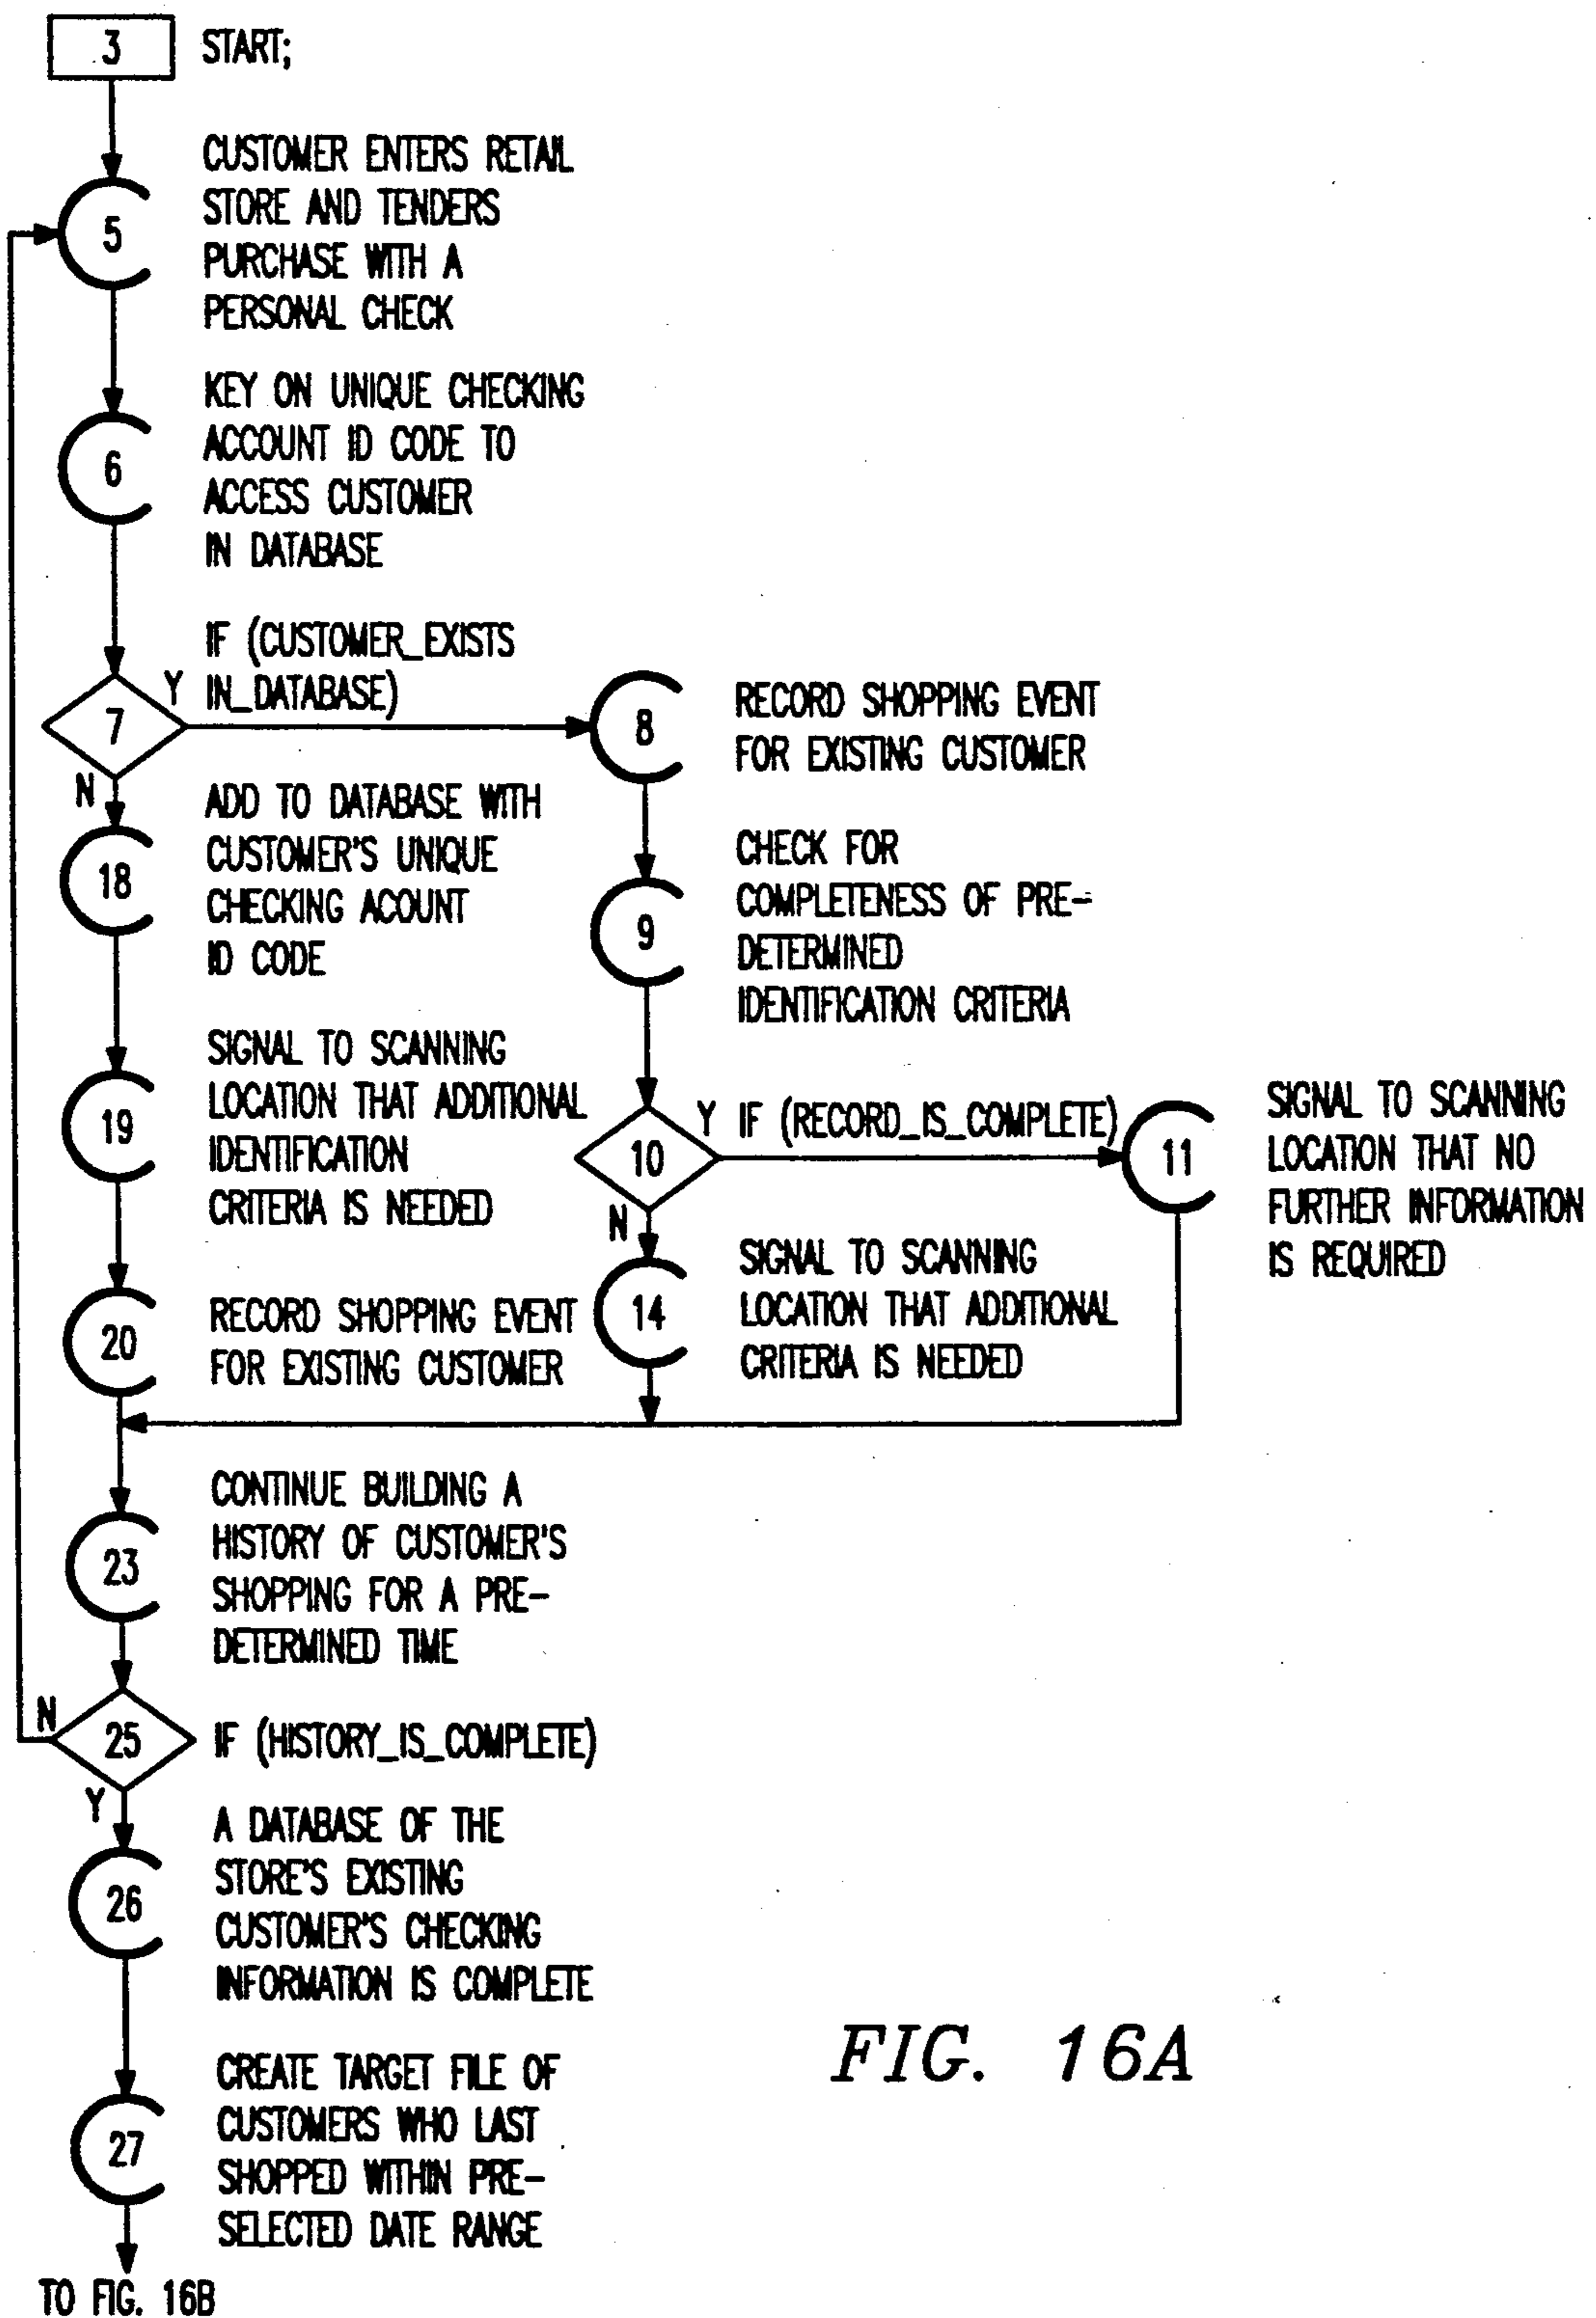 3 START;
CUSTOMER ENTERS RETAIL
STORE AND TENDERS
PURCHASE WITH A
PERSONAL CHECK
5
KEY ON UNIQUE CHECKING
ACCOUNT ID CODE TO
ACCESS CUSTOMER
IN DATABASE
6
IF (CUSTOMER_EXISTS
IN_DATABASE)
Y
7
N
RECORD SHOPPING EVENT
FOR EXISTING CUSTOMER
8
ADD TO DATABASE WITH
CUSTOMER'S UNIQUE
CHECKING ACOUNT
ID CODE
18
CHECK FOR
COMPLETENESS OF PRE-
DETERMINED
IDENTIFICATION CRITERIA
9
SIGNAL TO SCANNING
LOCATION THAT ADDITIONAL
IDENTIFICATION
CRITERIA IS NEEDED
19
Y IF (RECORD_IS_COMPLETE)
10
N
SIGNAL TO SCANNING
LOCATION THAT NO
FURTHER INFORMATION
IS REQUIRED
11
RECORD SHOPPING EVENT
FOR EXISTING CUSTOMER
20
SIGNAL TO SCANNING
LOCATION THAT ADDITIONAL
CRITERIA IS NEEDED
14
CONTINUE BUILDING A
HISTORY OF CUSTOMER'S
SHOPPING FOR A PRE-
DETERMINED TIME
23
N
25 IF (HISTORY_IS_COMPLETE)
Y
A DATABASE OF THE
STORE'S EXISTING
CUSTOMER'S CHECKING
INFORMATION IS COMPLETE
26
CREATE TARGET FILE OF
CUSTOMERS WHO LAST
SHOPPED WITHIN PRE-
SELECTED DATE RANGE
27
TO FIG. 16B
FIG. 16A